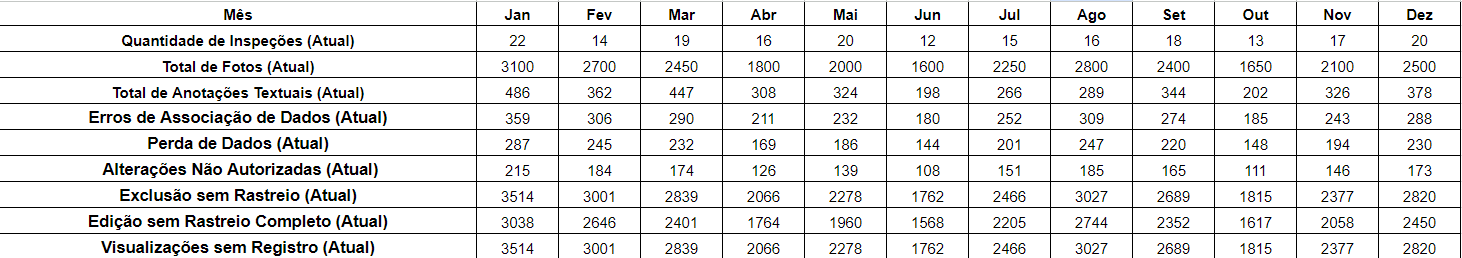 Mês Jan Fev Mar Abr Mai Jun Jul Ago Set Out Nov Dez
Quantidade de Inspeções (Atual) 22 14 19 16 20 12 15 16 18 13 17 20
Total de Fotos (Atual) 3100 2700 2450 1800 2000 1600 2250 2800 2400 1650 2100 2500
Total de Anotações Textuais (Atual) 486 362 447 308 324 198 266 289 344 202 326 378
Erros de Associação de Dados (Atual) 359 306 290 211 232 180 252 309 274 185 243 288
Perda de Dados (Atual) 287 245 232 169 186 144 201 247 220 148 194 230
Alterações Não Autorizadas (Atual) 215 184 174 126 139 108 151 185 165 111 146 173
Exclusão sem Rastreio (Atual) 3514 3001 2839 2066 2278 1762 2466 3027 2689 1815 2377 2820
Edição sem Rastreio Completo (Atual) 3038 2646 2401 1764 1960 1568 2205 2744 2352 1617 2058 2450
Visualizações sem Registro (Atual) 3514 3001 2839 2066 2278 1762 2466 3027 2689 1815 2377 2820